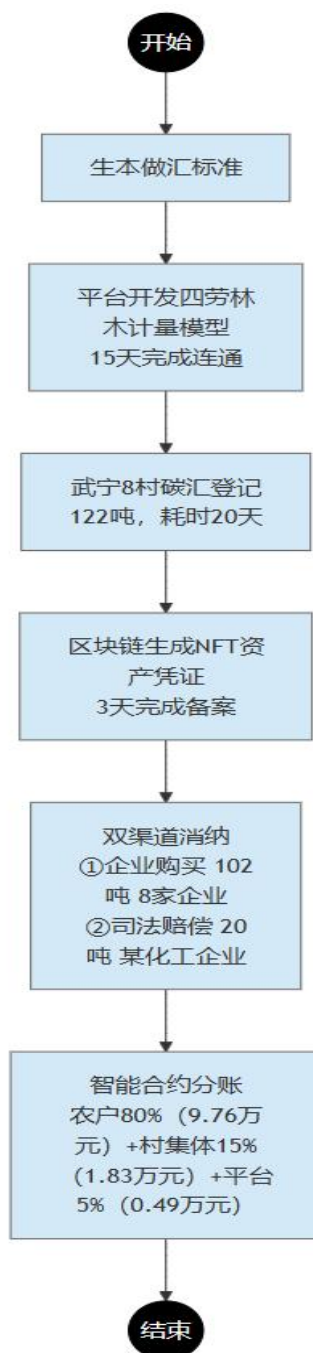 开始
生本做汇标准
平台开发四劳林
木计量模型
15天完成连通
武宁8村碳汇登记
122吨，耗时20天
区块链生成NFT资
产凭证
3天完成备案
双渠道消纳
①企业购买 102
吨 8家企业
②司法赔偿 20
吨 某化工企业
智能合约分账
农户80%（9.76万
元）+村集体15%
（1.83万元）+平台
5%（0.49万元）
结束